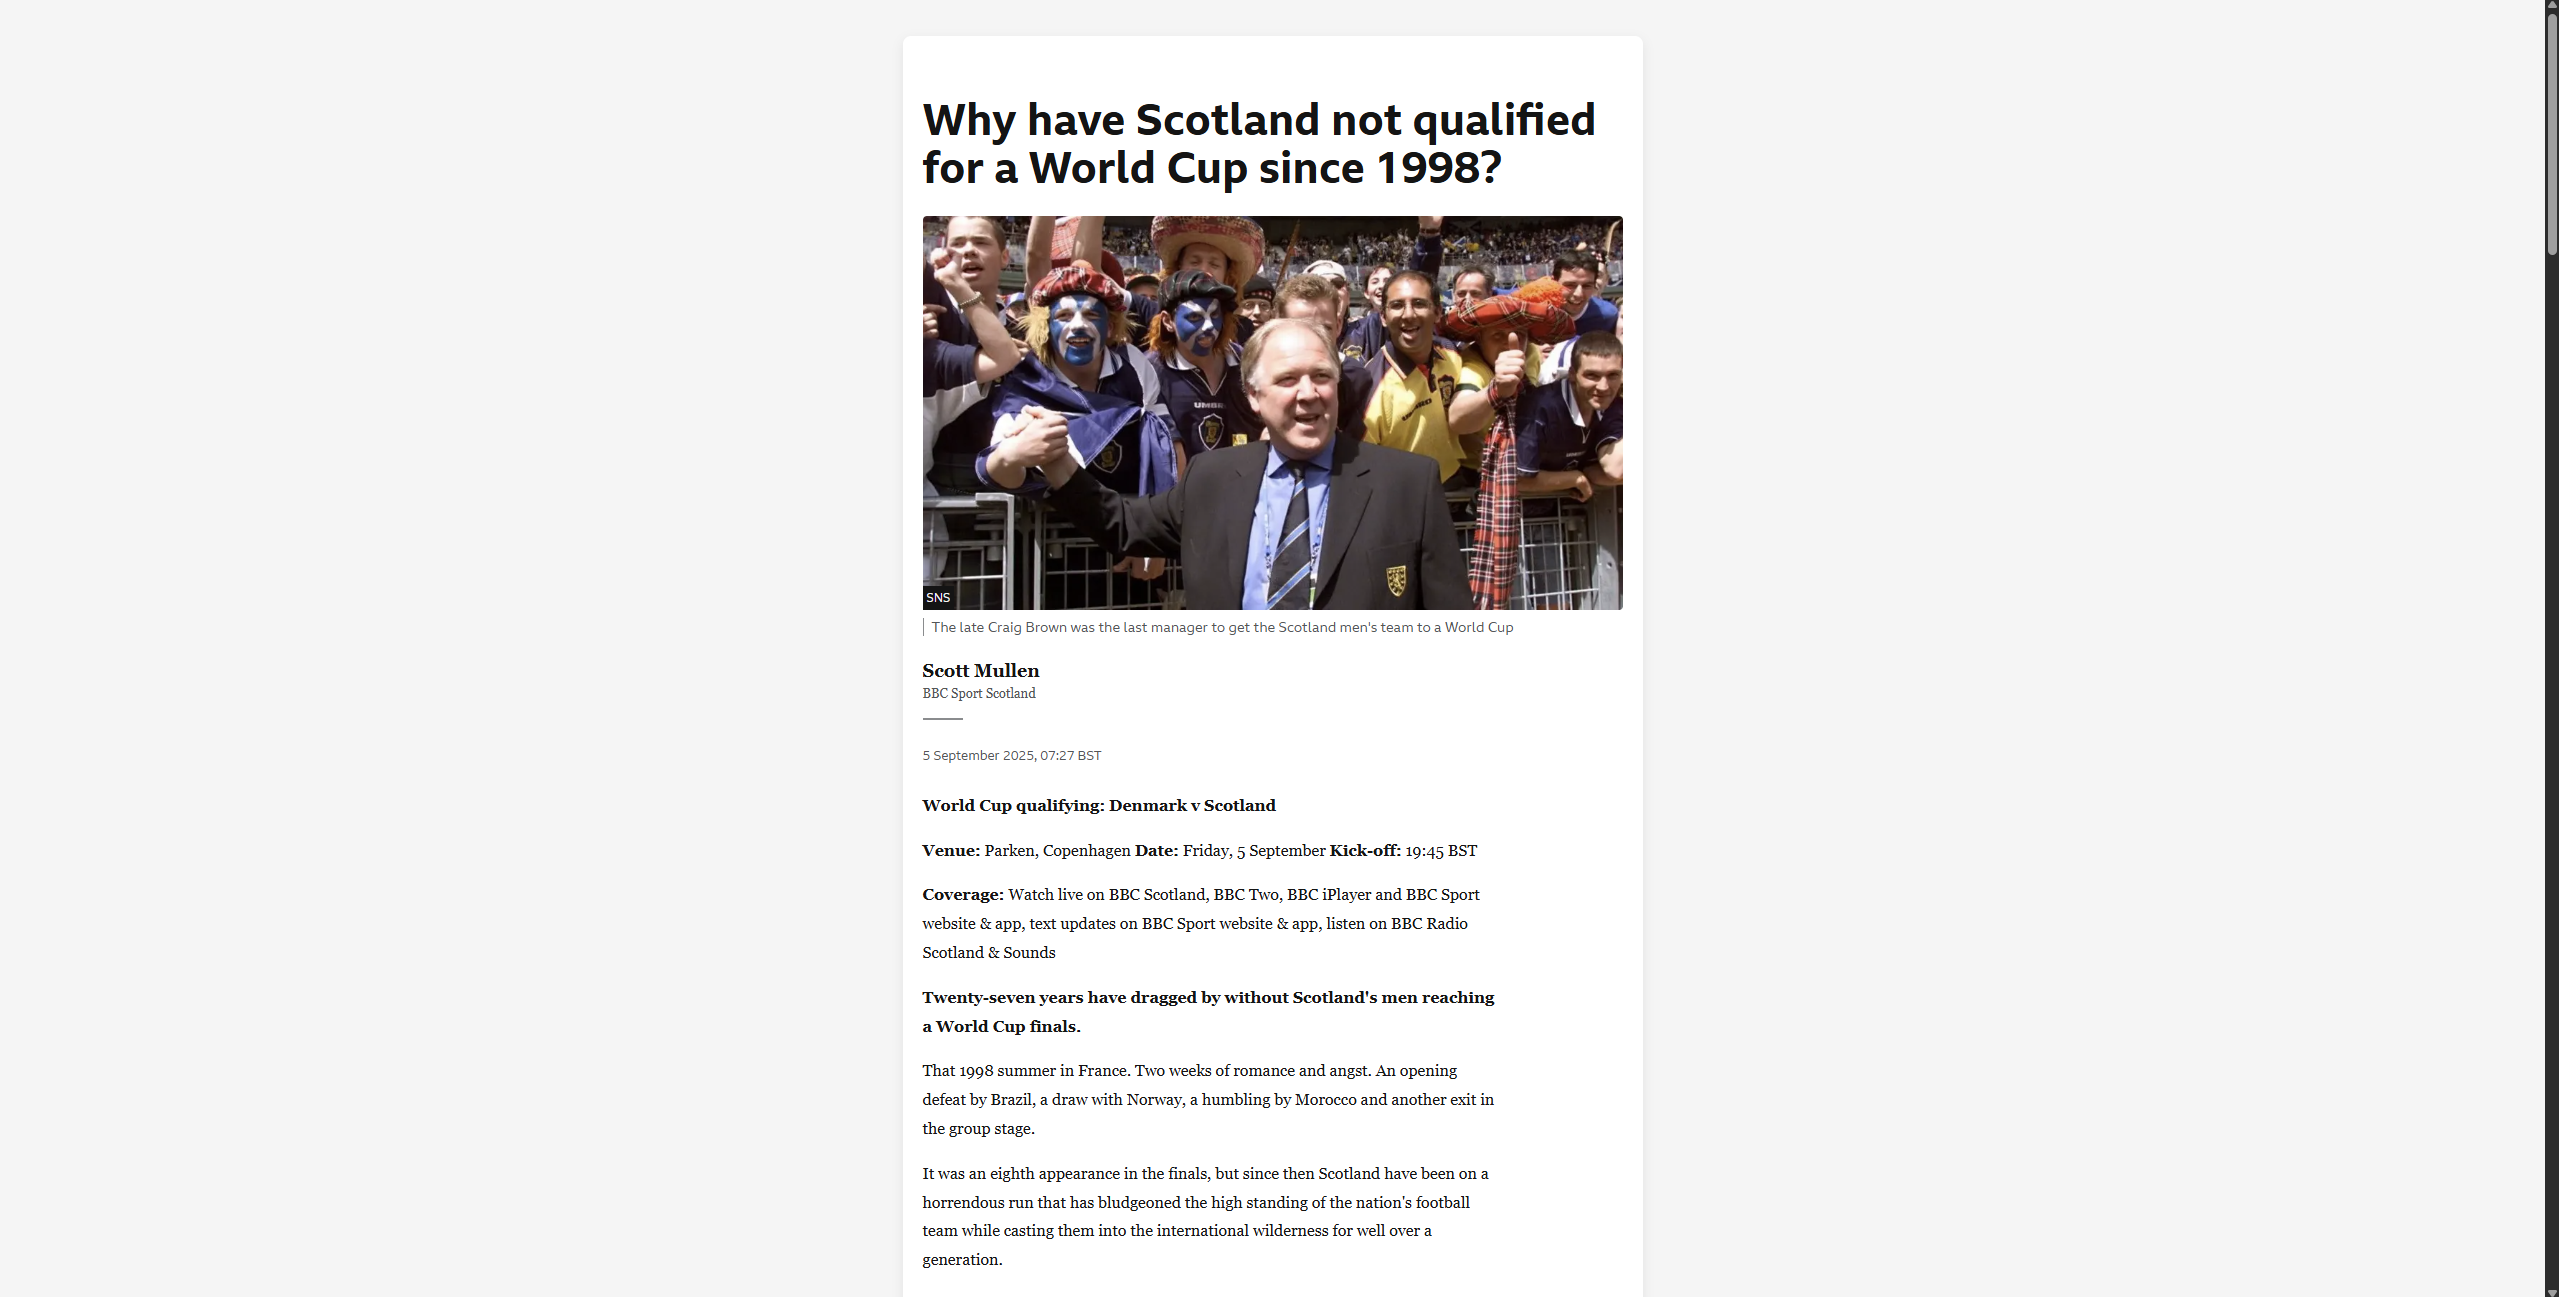 Why have Scotland not qualified
for a World Cup since 1998?
UMBRO
SNS
The late Craig Brown was the last manager to get the Scotland men's team to a World Cup
Scott Mullen
BBC Sport Scotland
5 September 2025, 07:27 BST
World Cup qualifying: Denmark v Scotland
Venue: Parken, Copenhagen Date: Friday, 5 September Kick-off: 19:45 BST
Coverage: Watch live on BBC Scotland, BBC Two, BBC iPlayer and BBC Sport
website & app, text updates on BBC Sport website & app, listen on BBC Radio
Scotland & Sounds
Twenty-seven years have dragged by without Scotland's men reaching
a World Cup finals.
That 1998 summer in France. Two weeks of romance and angst. An opening
defeat by Brazil, a draw with Norway, a humbling by Morocco and another exit in
the group stage.
It was an eighth appearance in the finals, but since then Scotland have been on a
horrendous run that has bludgeoned the high standing of the nation's football
team while casting them into the international wilderness for well over a
generation.